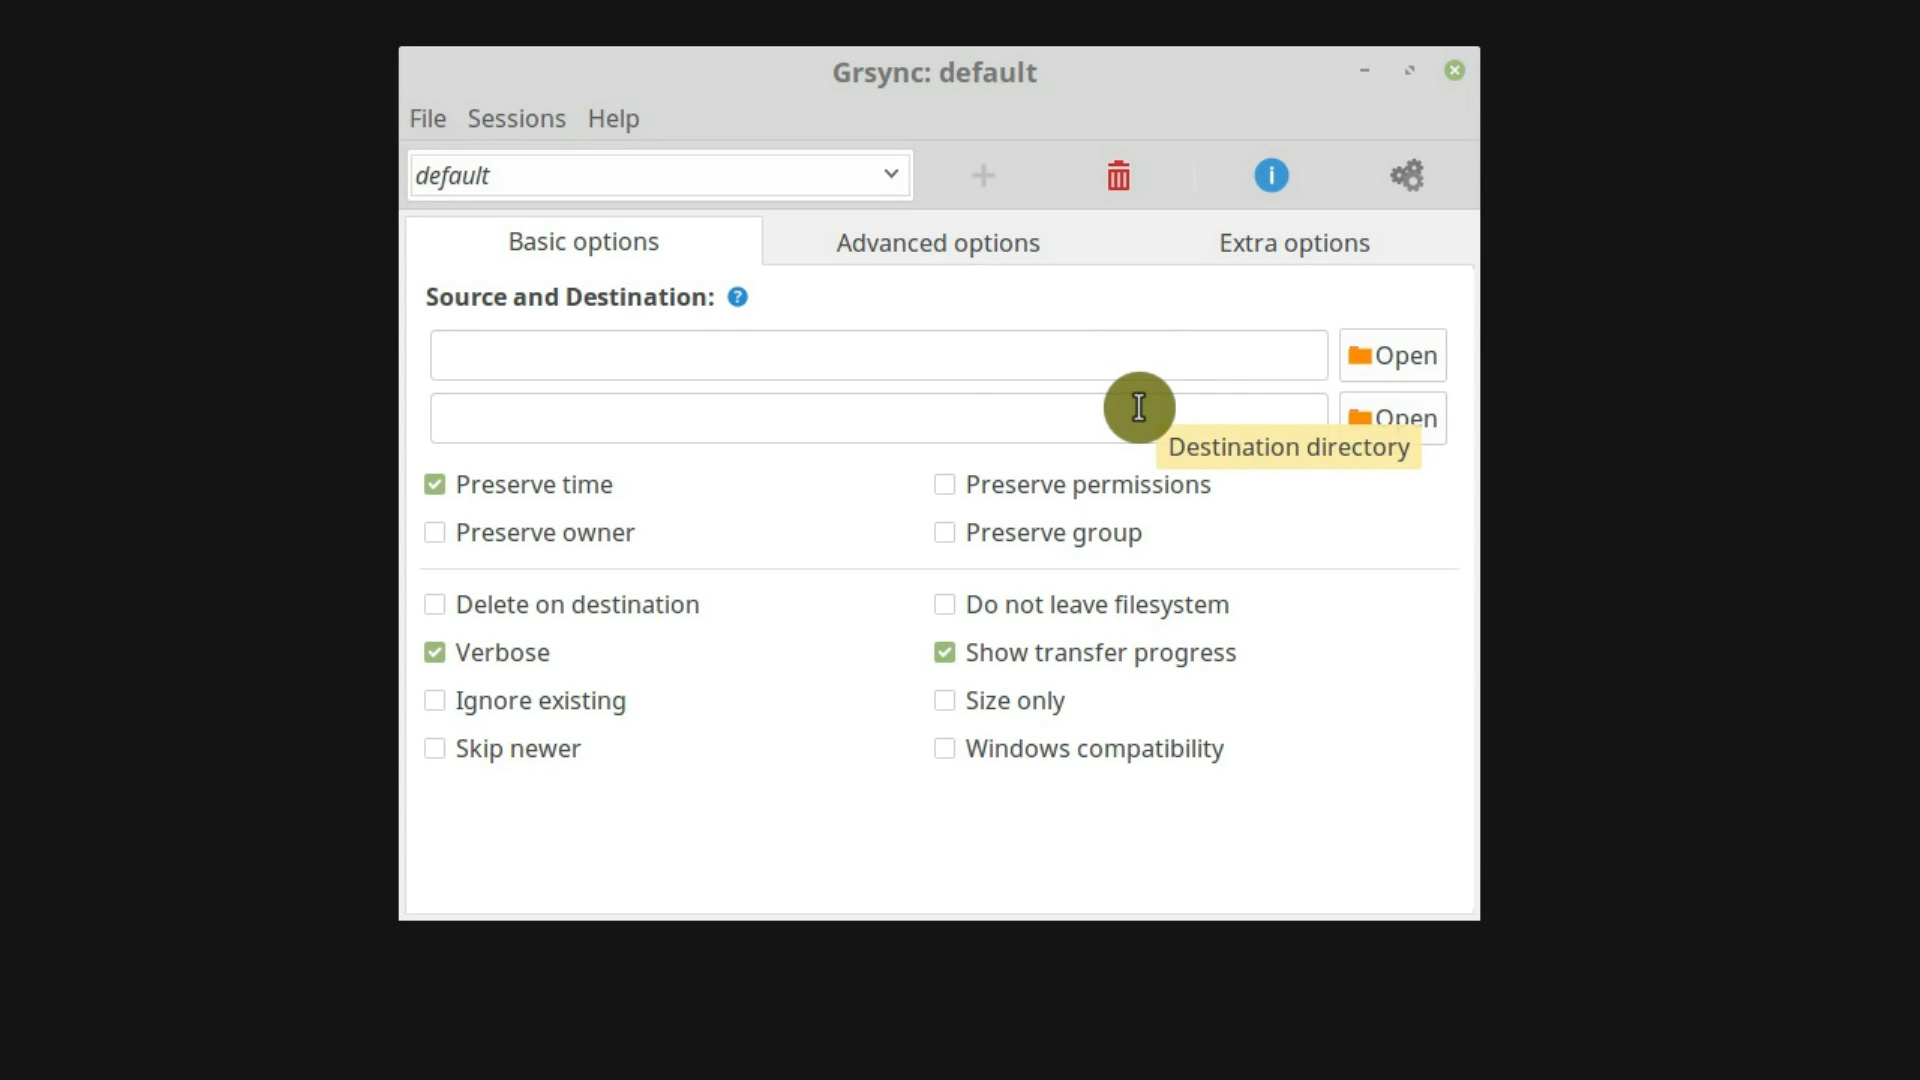 Grsync: default
File Sessions Help
default
Basic options Advanced options Extra options
Source and Destination:
Open
Open
Destination directory
Preserve time Preserve permissions
Preserve owner Preserve group
Delete on destination Do not leave filesystem
Verbose Show transfer progress
Ignore existing Size only
Skip newer Windows compatibility